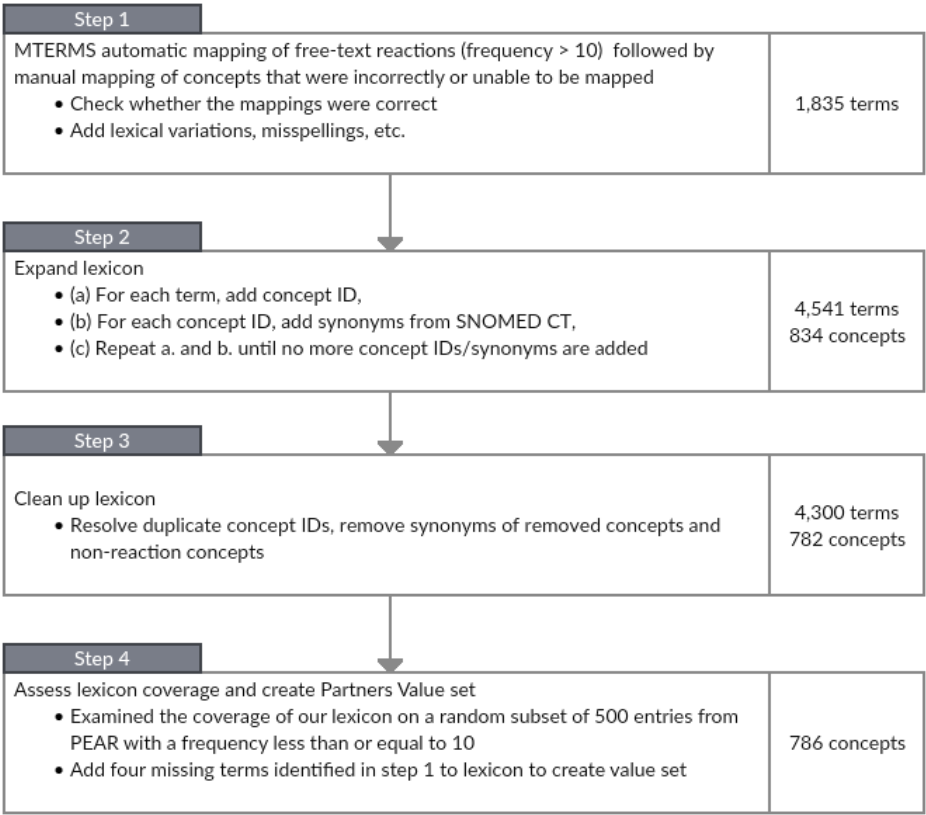 Step 1
MTERMS automatic mapping of free-text reactions (frequency > 10) followed by
manual mapping of concepts that were incorrectly or unable to be mapped
• Check whether the mappings were correct
• Add lexical variations, misspellings, etc.
1,835 terms
Step 2
Expand lexicon
• (a) For each term, add concept ID,
• (b) For each concept ID, add synonyms from SNOMED CT,
• (c) Repeat a. and b. until no more concept IDs/synonyms are added
4,541 terms
834 concepts
Step 3
Clean up lexicon
• Resolve duplicate concept IDs, remove synonyms of removed concepts and
non-reaction concepts
4,300 terms
782 concepts
Step 4
Assess lexicon coverage and create Partners Value set
• Examined the coverage of our lexicon on a random subset of 500 entries from
PEAR with a frequency less than or equal to 10
• Add four missing terms identified in step 1 to lexicon to create value set
786 concepts